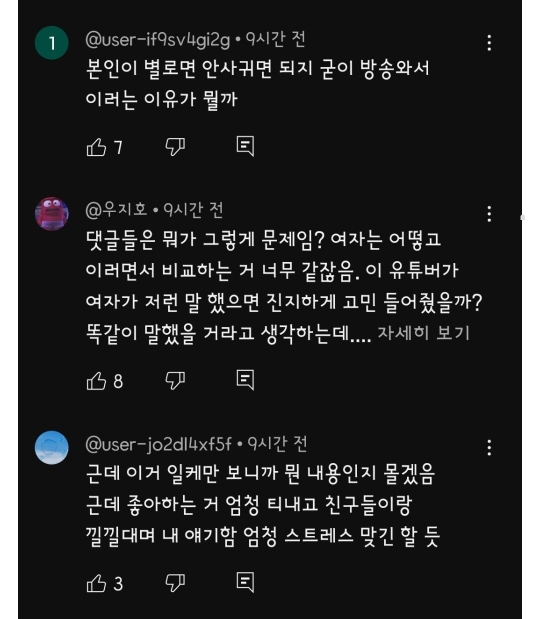 1
@user-if9sv4gi2g • 9시간 전
본인이 별로면 안사귀면 되지 굳이 방송와서
이러는 이유가 뭘까
7
@우지호 • 9시간 전
댓글들은 뭐가 그렇게 문제임? 여자는 어떻고
이러면서 비교하는 거 너무 같잖음. 이 유튜버가
여자가 저런 말 했으면 진지하게 고민 들어줬을까?
똑같이 말했을 거라고 생각하는데.... 자세히 보기
8
@user-jo2dl4xf5f • 9시간 전
근데 이거 일케만 보니까 뭔 내용인지 몰겠음
근데 좋아하는 거 엄청 티내고 친구들이랑
낄낄대며 내 얘기함 엄청 스트레스 맞긴 할 듯
3